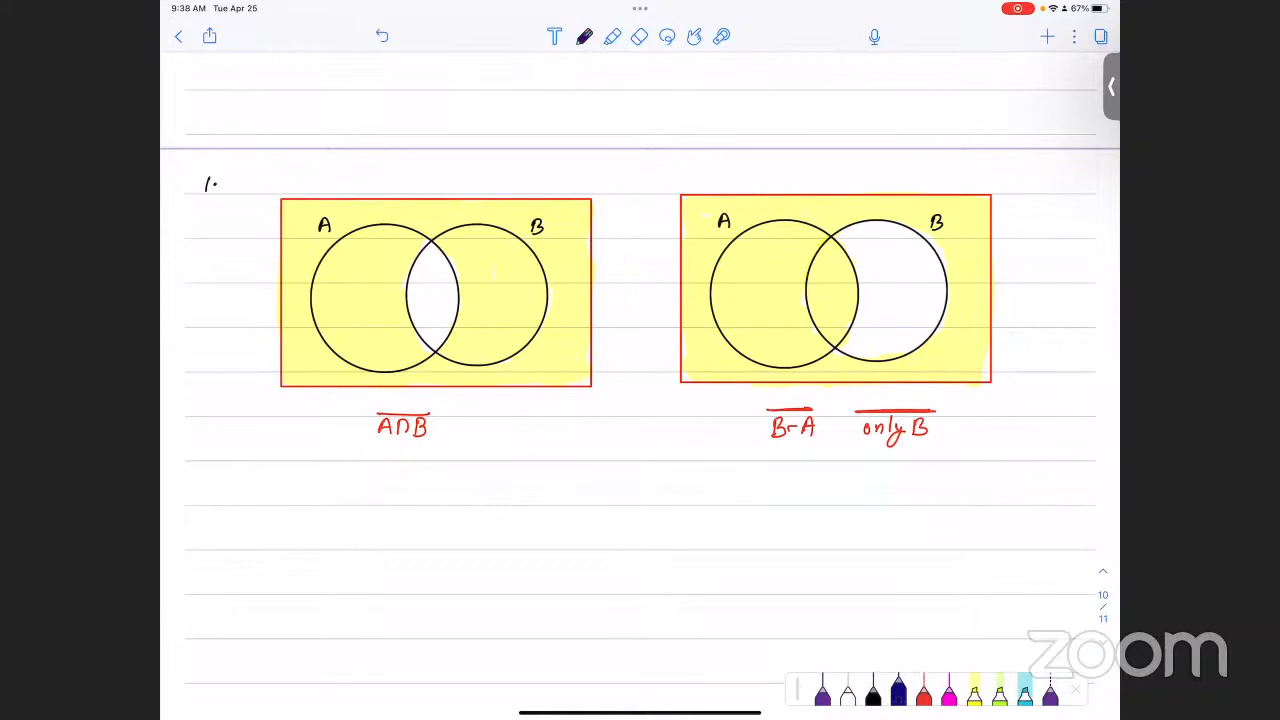 9:38 AM Tue Apr 25
67%
T
1.
A B
A B
A∩B̅
B-A only B
10
/
11
zoom